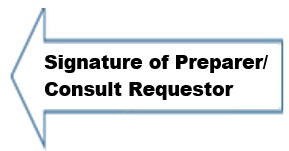 Signature of Preparer/
Consult Requestor